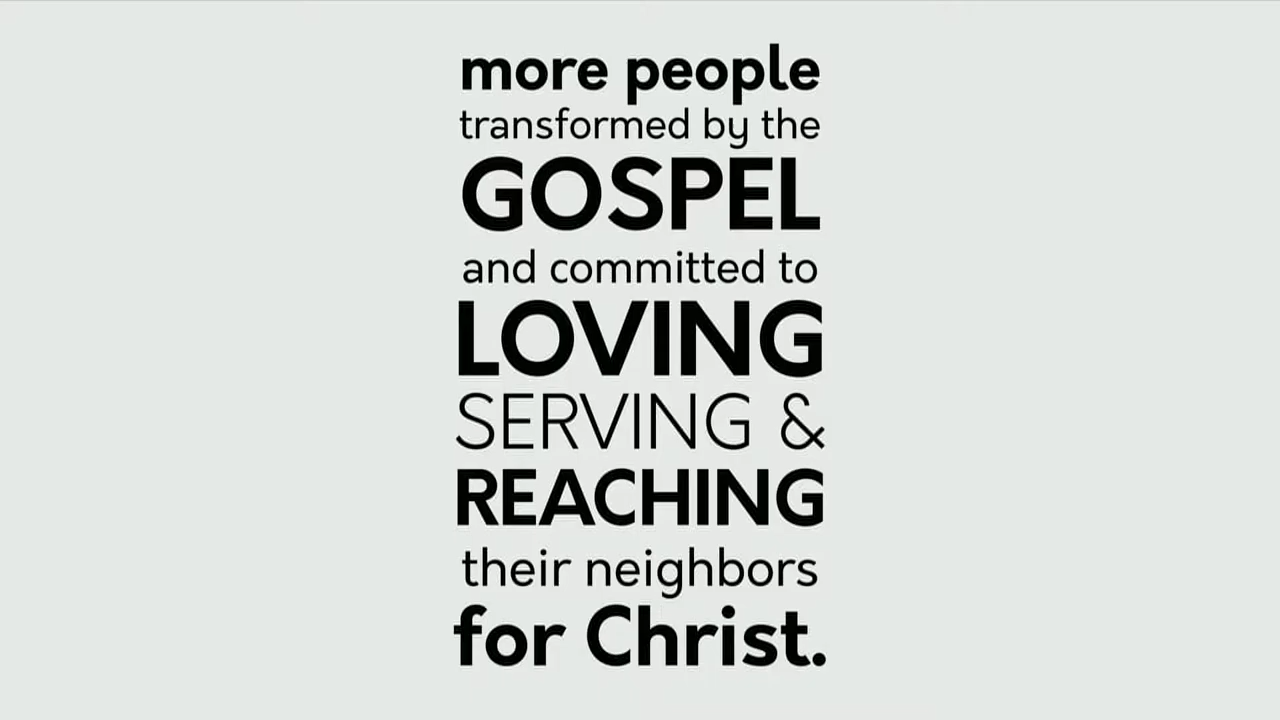 more people
transformed by the
GOSPEL
and committed to
LOVING
SERVING &
REACHING
their neighbors
for Christ.